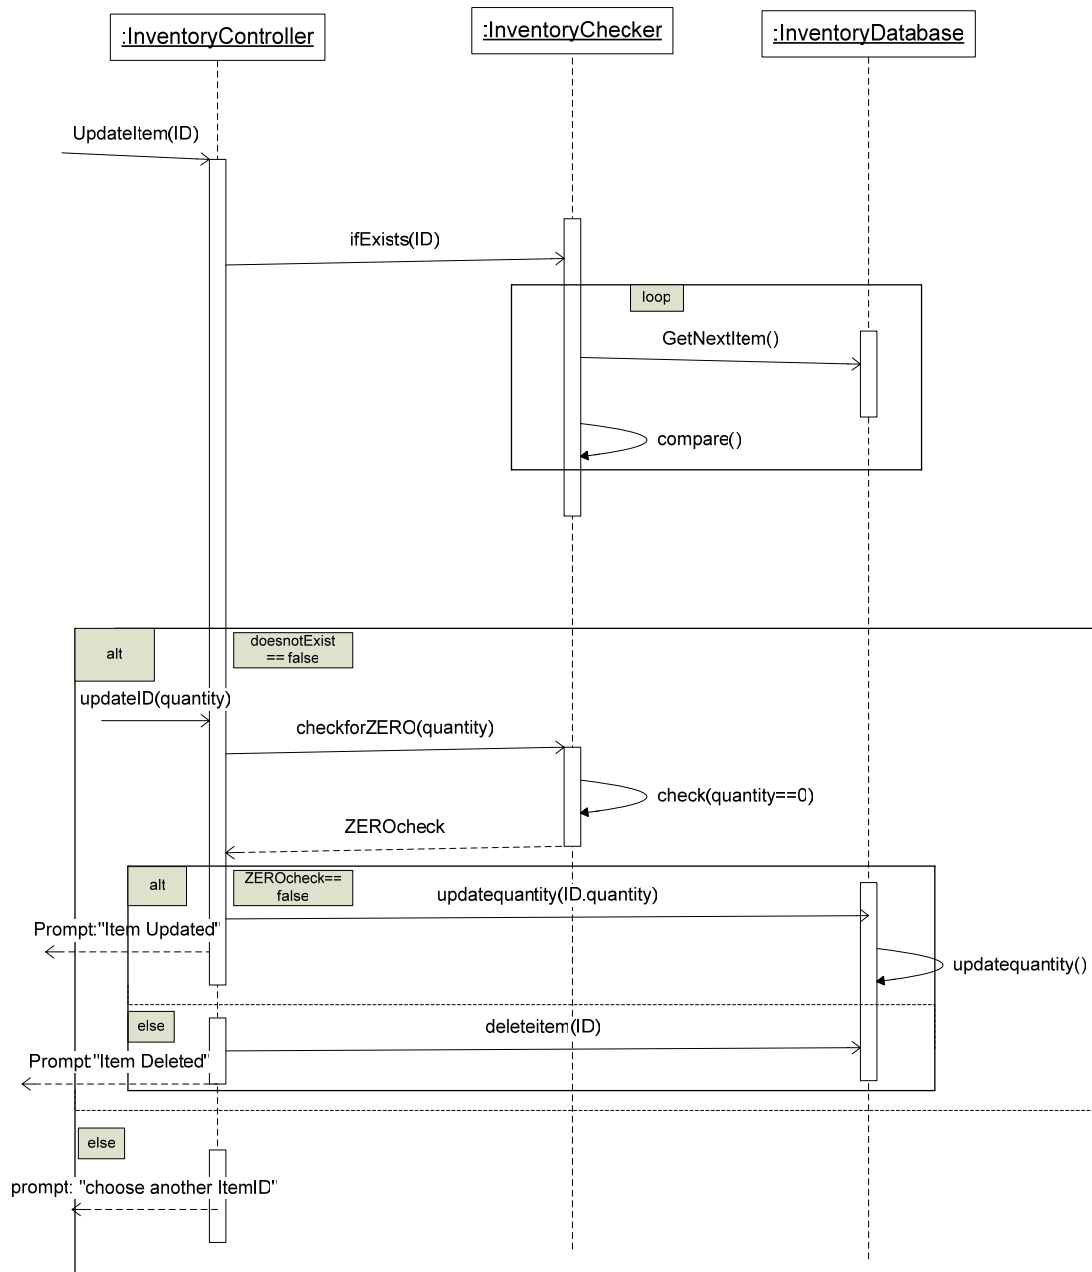 :InventoryController
:InventoryChecker
:InventoryDatabase
UpdateItem(ID)
ifExists(ID)
loop
GetNextItem()
compare()
alt
doesnotExist
== false
updateID(quantity)
checkforZERO(quantity)
check(quantity==0)
ZEROcheck
alt
ZEROcheck==
false
updatequantity(ID.quantity)
Prompt:"Item Updated"
updatequantity()
else
deleteitem(ID)
Prompt:"Item Deleted"
else
prompt: "choose another ItemID"